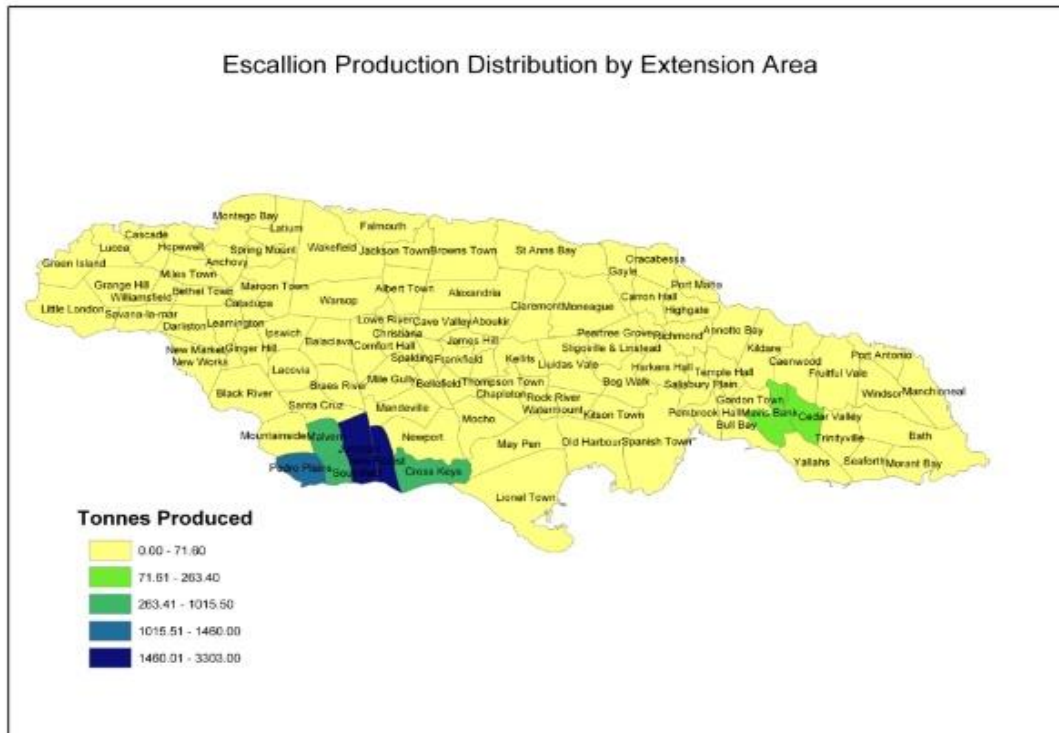 Escallion Production Distribution by Extension Area
Montego Bay
Latium
Falmouth
Cascade
Lucea
Hopewell
Spring Mount
Wakefield
Jackson Town
Browns Town
St Anns Bay
Green Island
Anchovy
Oracabessa
Gayle
Miles Town
Grange Hill
Bethel Town
Maroon Town
Albert Town
Alexandria
Port Maria
Carron Hall
Williamsfield
Catadupa
Warsop
Claremont
Moneague
Highgate
Little London
Savana-la-mar
Darliston
Leamington
Ipswich
Lowe River
Cave Valley
Aboukir
Christiana
Peartree Grove
Richmond
Annotto Bay
New Market
Ginger Hill
Balaclava
Comfort Hall
James Hill
Stigoville & Linstead
Kildare
New Works
Spalding
Frankfield
Kellits
Lluidas Vale
Harkers Hall
Caenwood
Port Antonio
Lacovia
Temple Hall
Fruitful Vale
Black River
Braes River
Mile Gully
Bellefield
Thompson Town
Bog Walk
Salisbury Plain
Windsor
Manchionneal
Chapleton
Rock River
Gordon Town
Santa Cruz
Mandeville
Mocho
Watermount
Kitson Town
Pembrook Hall
Mavis Bank
Cedar Valley
Bull Bay
Mountainside
Malvern
Newport
May Pen
Old Harbour
Spanish Town
Trinityville
Bath
Pedro Plains
Cross Keys
Yallahs
Seaforth
Morant Bay
Lionel Town
Tonnes Produced
0.00 - 71.60
71.61 - 263.40
263.41 - 1015.50
1015.51 - 1460.00
1460.01 - 3303.00